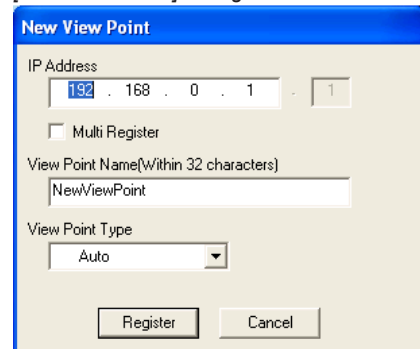 New View Point
IP Address
192 . 168 . 0 . 1 . 1
Multi Register
View Point Name(Within 32 characters)
NewViewPoint
View Point Type
Auto
Register Cancel